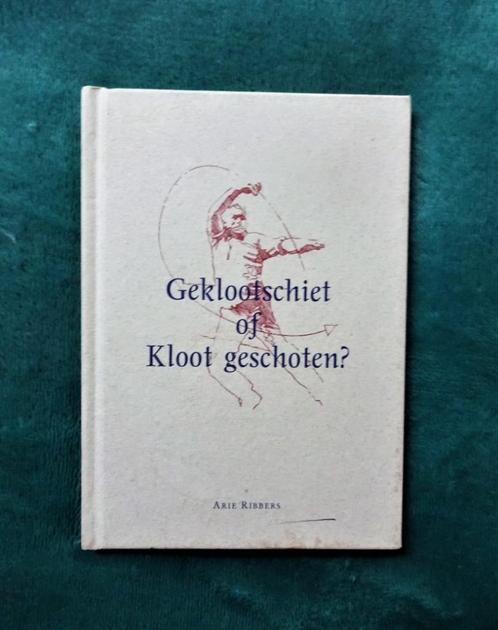 Geklootschiet
of
Kloot geschoten?
ARIE RIBBERS